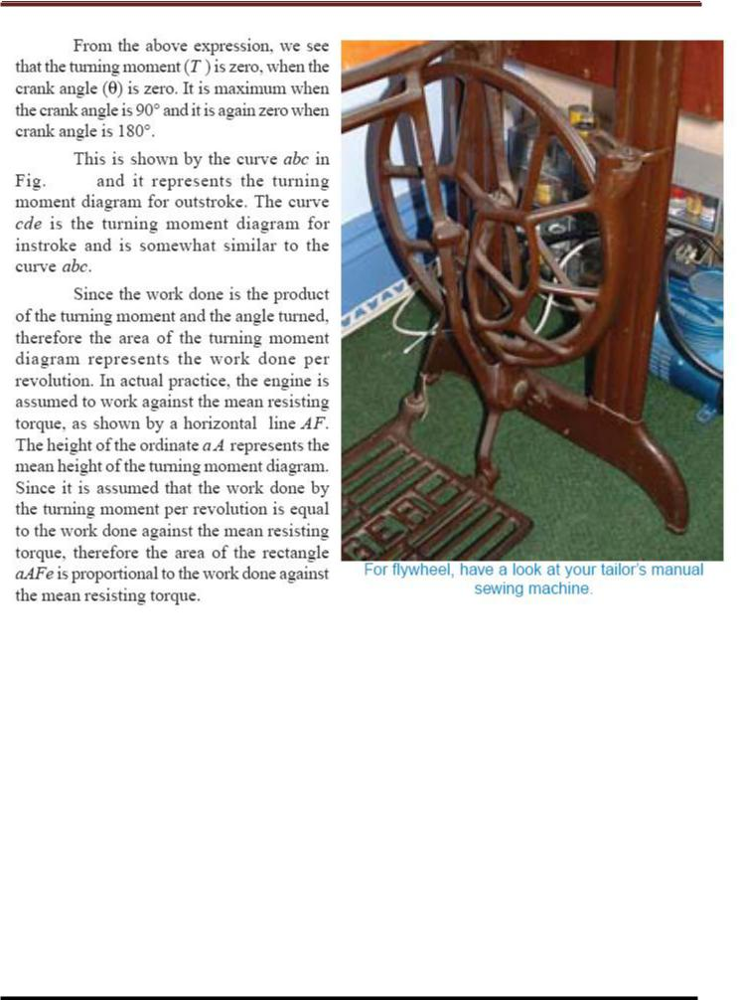 From the above expression, we see
that the turning moment (T ) is zero, when the
crank angle (θ) is zero. It is maximum when
the crank angle is 90° and it is again zero when
crank angle is 180°.
This is shown by the curve abc in
Fig. and it represents the turning
moment diagram for outstroke. The curve
cde is the turning moment diagram for
instroke and is somewhat similar to the
curve abc.
Since the work done is the product
of the turning moment and the angle turned,
therefore the area of the turning moment
diagram represents the work done per
revolution. In actual practice, the engine is
assumed to work against the mean resisting
torque, as shown by a horizontal line AF.
The height of the ordinate aA represents the
mean height of the turning moment diagram.
Since it is assumed that the work done by
the turning moment per revolution is equal
to the work done against the mean resisting
torque, therefore the area of the rectangle
aAFe is proportional to the work done against
the mean resisting torque.
For flywheel, have a look at your tailor's manual
sewing machine.